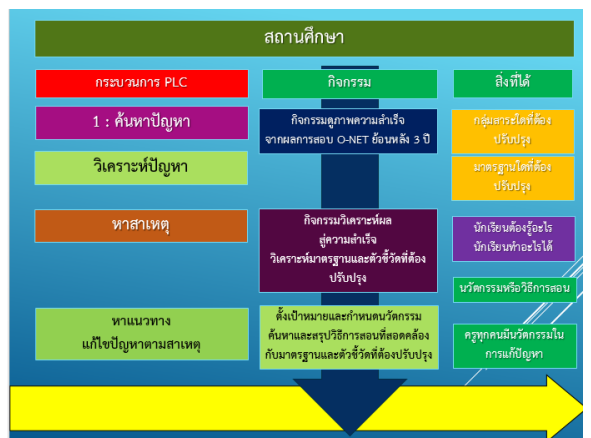 สถานศึกษา
กระบวนการ PLC
กิจกรรม
สิ่งที่ได้
1 : ค้นหาปัญหา
กิจกรรมดูภาพความสำเร็จ
จากผลการสอบ O-NET ย้อนหลัง 3 ปี
กลุ่มสาระใดที่ต้อง
ปรับปรุง
วิเคราะห์ปัญหา
มาตรฐานใดที่ต้อง
ปรับปรุง
หาสาเหตุ
กิจกรรมวิเคราะห์ผล
สู่ความสำเร็จ
วิเคราะห์มาตรฐานและตัวชี้วัดที่ต้อง
ปรับปรุง
นักเรียนต้องรู้อะไร
นักเรียนทำอะไรได้
นวัตกรรมหรือวิธีการสอน
หาแนวทาง
แก้ไขปัญหาตามสาเหตุ
ตั้งเป้าหมายและกำหนดนวัตกรรม
ค้นหาและสรุปวิธีการสอนที่สอดคล้อง
กับมาตรฐานและตัวชี้วัดที่ต้องปรับปรุง
ครูทุกคนมีนวัตกรรมใน
การแก้ปัญหา